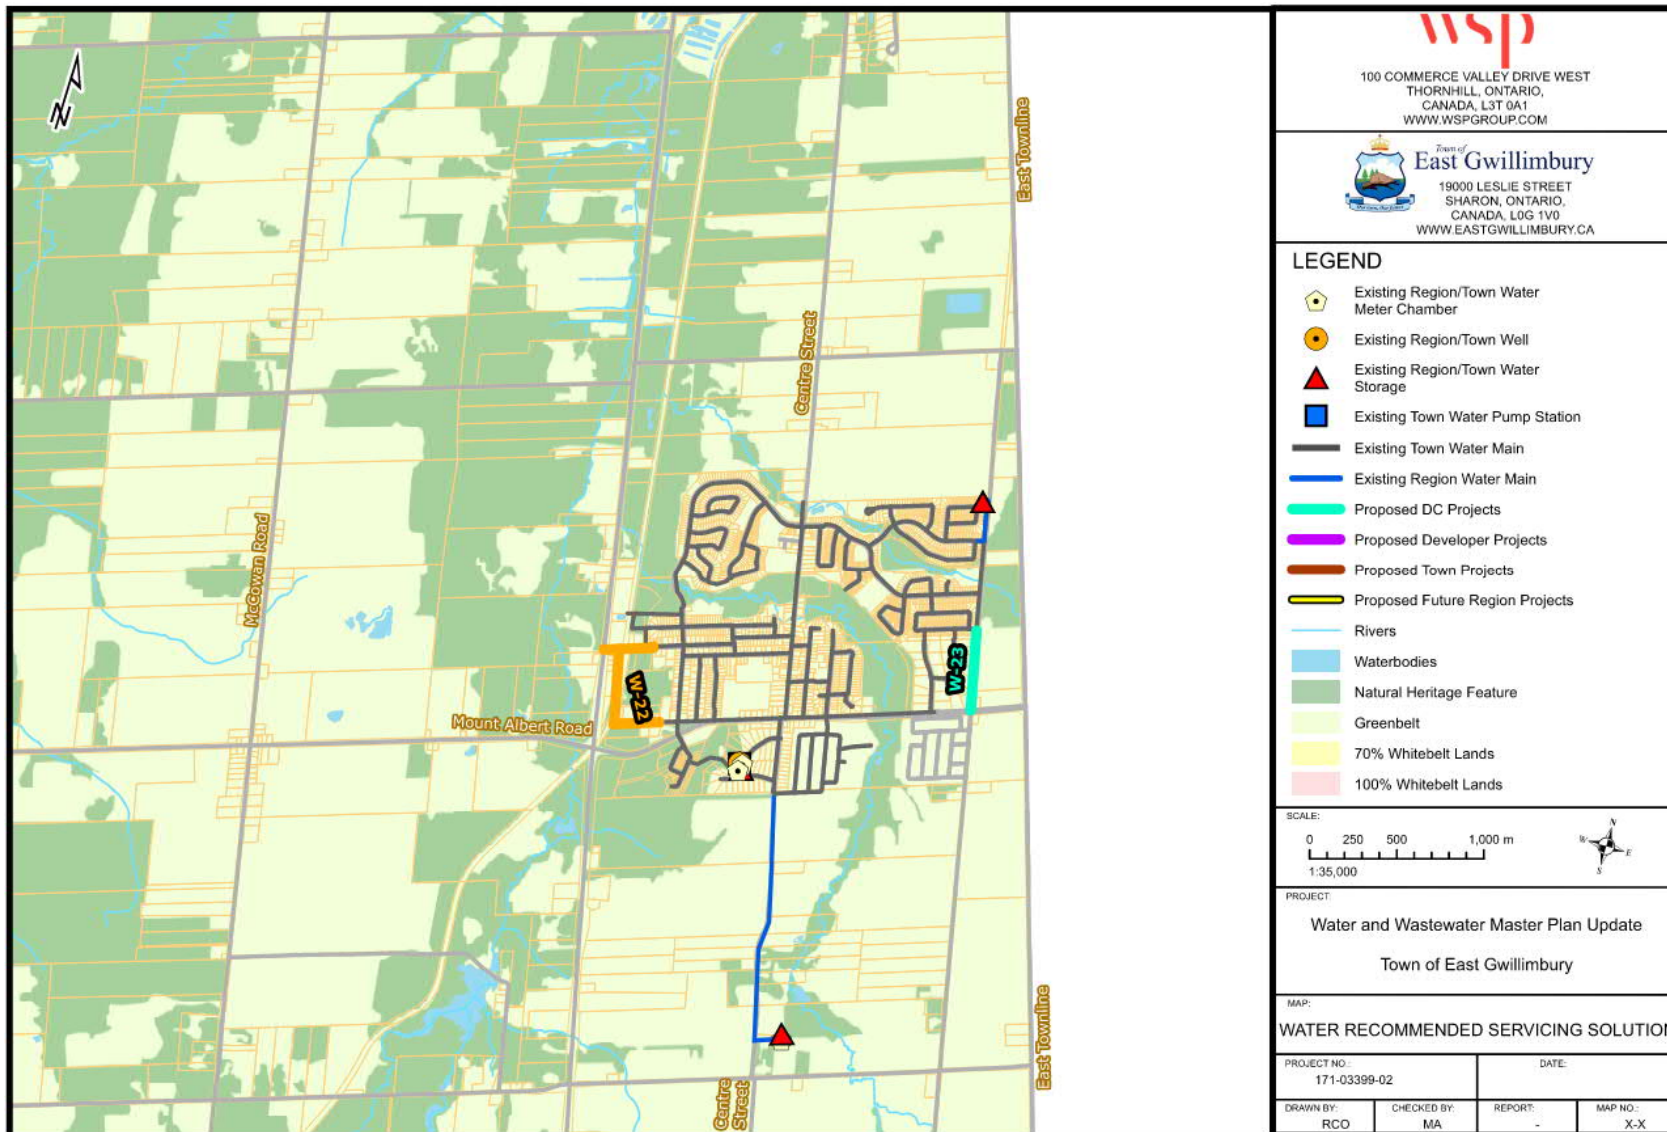 N
East Townline
Centre Street
McCowan Road
W-22
W-23
Mount Albert Road
East Townline
Centre
Street
wsp
100 COMMERCE VALLEY DRIVE WEST
THORNHILL, ONTARIO,
CANADA, L3T 0A1
WWW.WSPGROUP.COM
Town of
East Gwillimbury
19000 LESLIE STREET
SHARON, ONTARIO,
CANADA, L0G 1V0
WWW.EASTGWILLIMBURY.CA
LEGEND
Existing Region/Town Water
Meter Chamber
Existing Region/Town Well
Existing Region/Town Water
Storage
Existing Town Water Pump Station
Existing Town Water Main
Existing Region Water Main
Proposed DC Projects
Proposed Developer Projects
Proposed Town Projects
Proposed Future Region Projects
Rivers
Waterbodies
Natural Heritage Feature
Greenbelt
70% Whitebelt Lands
100% Whitebelt Lands
SCALE:
0 250 500 1,000 m
1:35,000
N
W E
S
PROJECT:
Water and Wastewater Master Plan Update
Town of East Gwillimbury
MAP:
WATER RECOMMENDED SERVICING SOLUTION
PROJECT NO.: DATE:
171-03399-02
DRAWN BY: CHECKED BY: REPORT: MAP NO.:
RCO MA - X-X